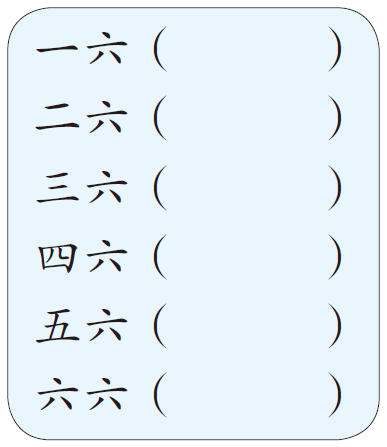 一六（　　　）
二六（　　　）
三六（　　　）
四六（　　　）
五六（　　　）
六六（　　　）